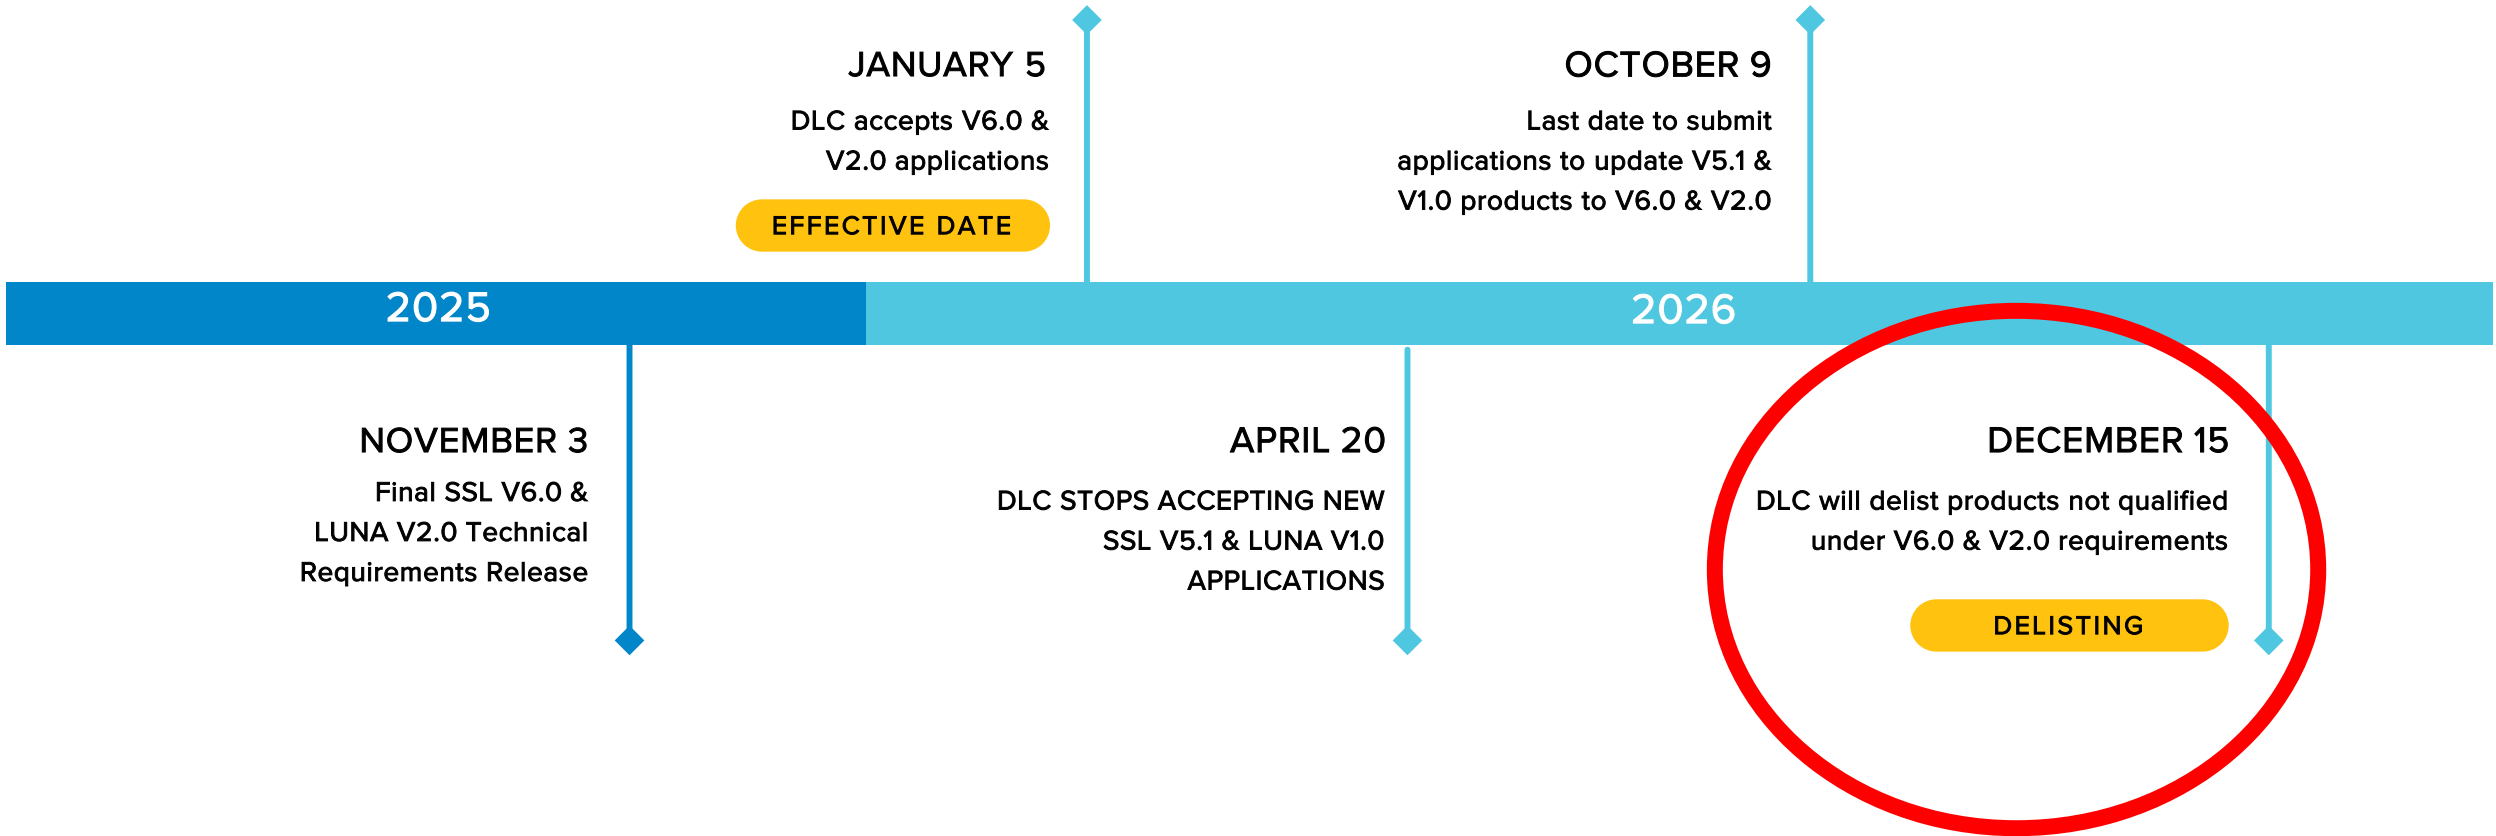 JANUARY 5
DLC accepts V6.0 &
V2.0 applications
EFFECTIVE DATE
OCTOBER 9
Last date to submit
applications to update V5.1 &
V1.0 products to V6.0 & V2.0
2025
2026
NOVEMBER 3
Final SSL V6.0 &
LUNA V2.0 Technical
Requirements Release
APRIL 20
DLC STOPS ACCEPTING NEW
SSL V5.1 & LUNA V1.0
APPLICATIONS
DECEMBER 15
DLC will delist products not qualified
under V6.0 & V2.0 requirements
DELISTING